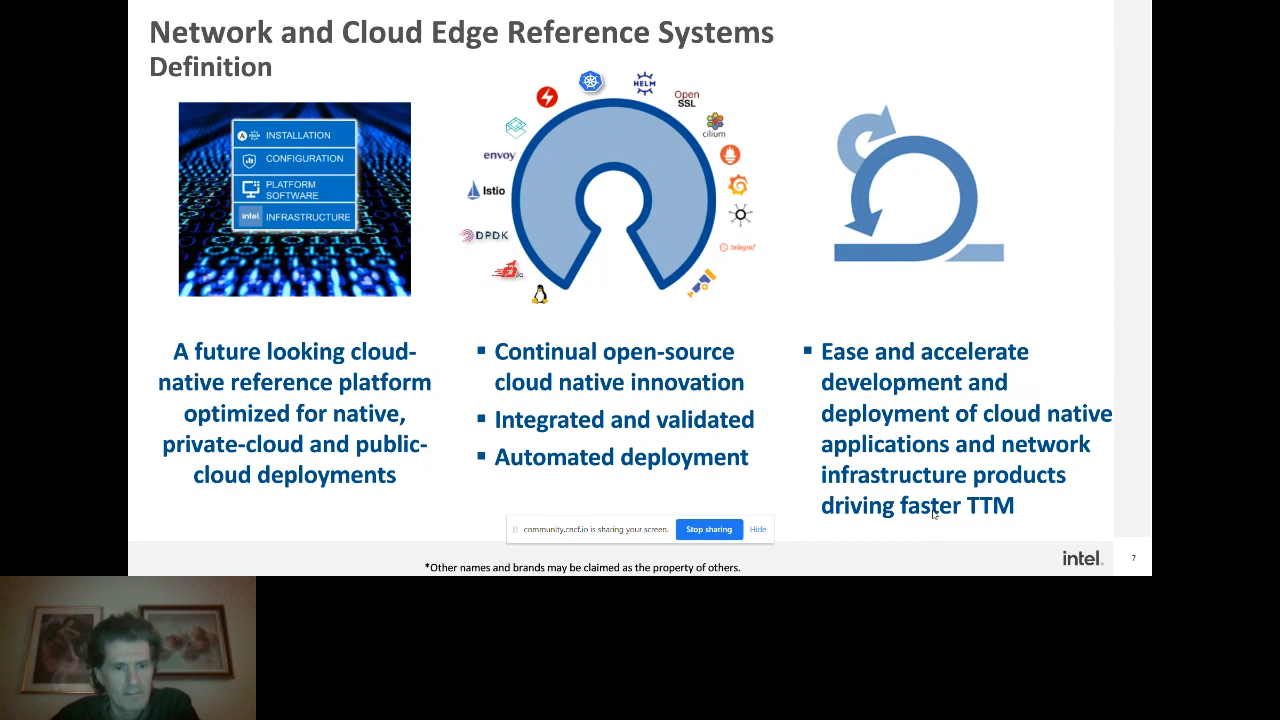 Network and Cloud Edge Reference Systems
Definition
INSTALLATION
CONFIGURATION
PLATFORM
SOFTWARE
intel INFRASTRUCTURE
HELM
Open
SSL
cilium
envoy
Istio
DPDK
telegraf
A future looking cloud-
native reference platform
optimized for native,
private-cloud and public-
cloud deployments
▪ Continual open-source
cloud native innovation
▪ Integrated and validated
▪ Automated deployment
▪ Ease and accelerate
development and
deployment of cloud native
applications and network
infrastructure products
driving faster TTM
community.cncf.io is sharing your screen. Stop sharing Hide
*Other names and brands may be claimed as the property of others.
intel. 7